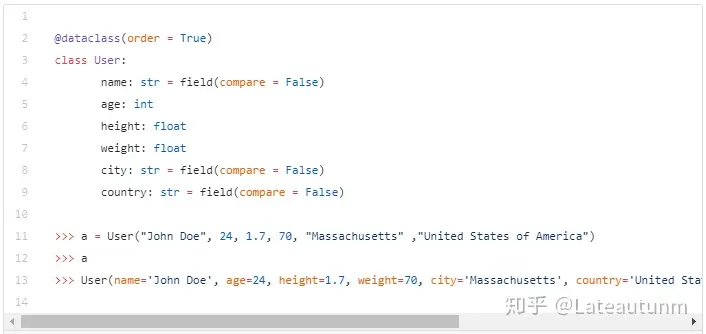 1
2 @dataclass(order = True)
3 class User:
4 name: str = field(compare = False)
5 age: int
6 height: float
7 weight: float
8 city: str = field(compare = False)
9 country: str = field(compare = False)
10
11 >>> a = User("John Doe", 24, 1.7, 70, "Massachusetts" ,"United States of America")
12 >>> a
13 >>> User(name='John Doe', age=24, height=1.7, weight=70, city='Massachusetts', country='United Sta
14
知乎 @Lateautunm